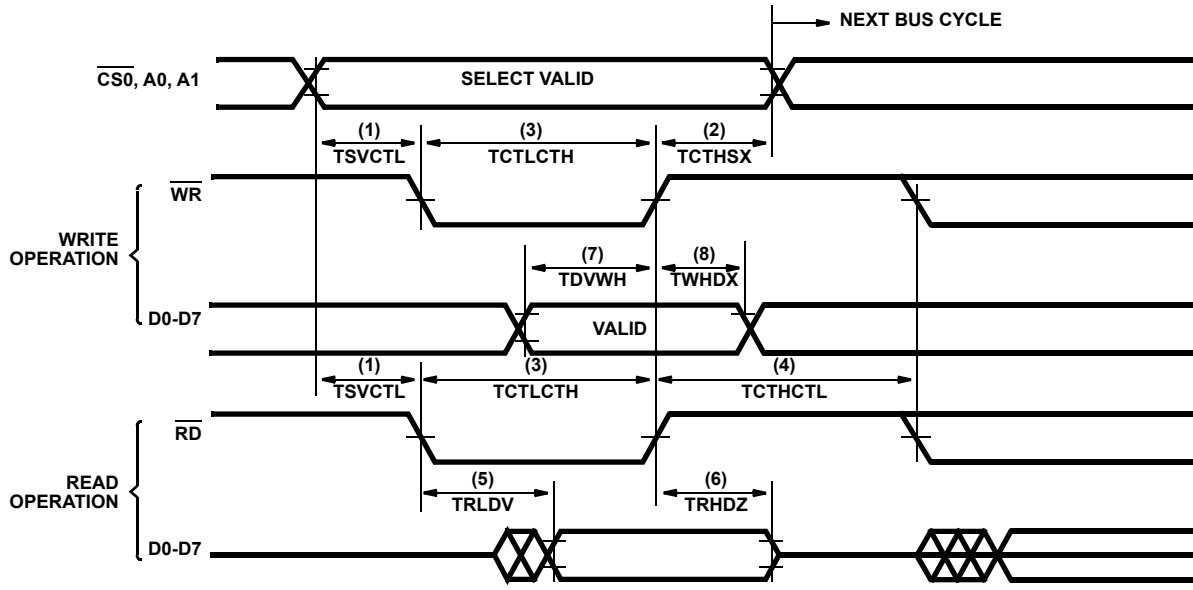 NEXT BUS CYCLE
CS0, A0, A1
SELECT VALID
(1)
TSVCTL
(3)
TCTLCTH
(2)
TCTHSX
WR
WRITE
OPERATION
(7)
TDVWH
(8)
TWHDX
D0-D7
VALID
(1)
TSVCTL
(3)
TCTLCTH
(4)
TCTHCTL
RD
READ
OPERATION
(5)
TRLDV
(6)
TRHDZ
D0-D7